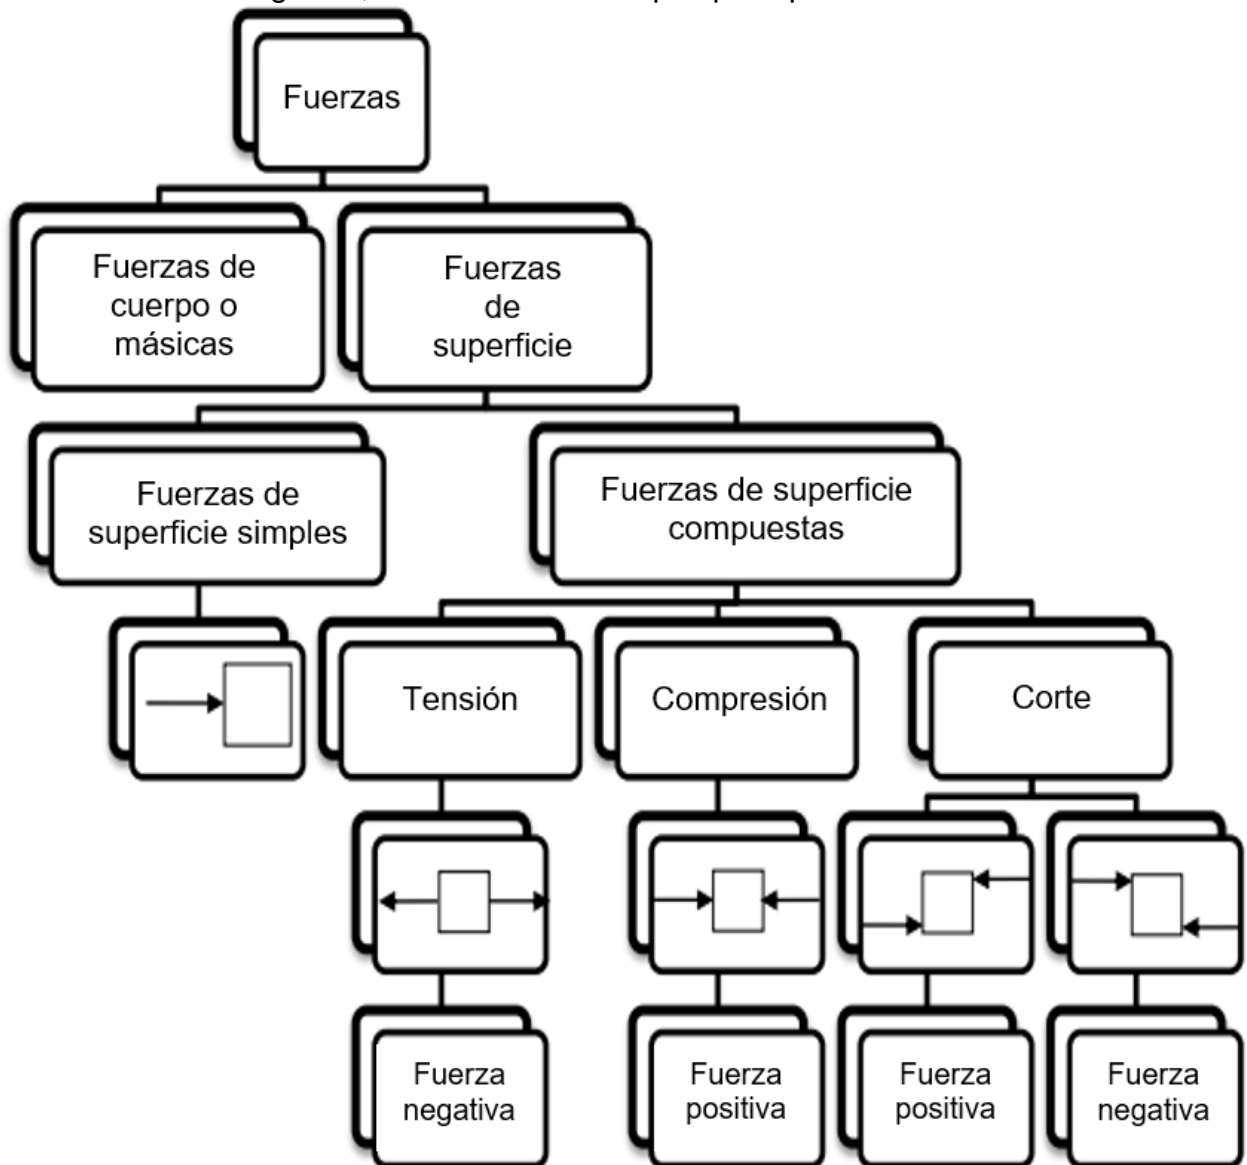 Fuerzas
Fuerzas de
cuerpo o
másicas
Fuerzas
de
superficie
Fuerzas de
superficie simples
Fuerzas de superficie
compuestas
Tensión
Compresión
Corte
Fuerza
negativa
Fuerza
positiva
Fuerza
positiva
Fuerza
negativa